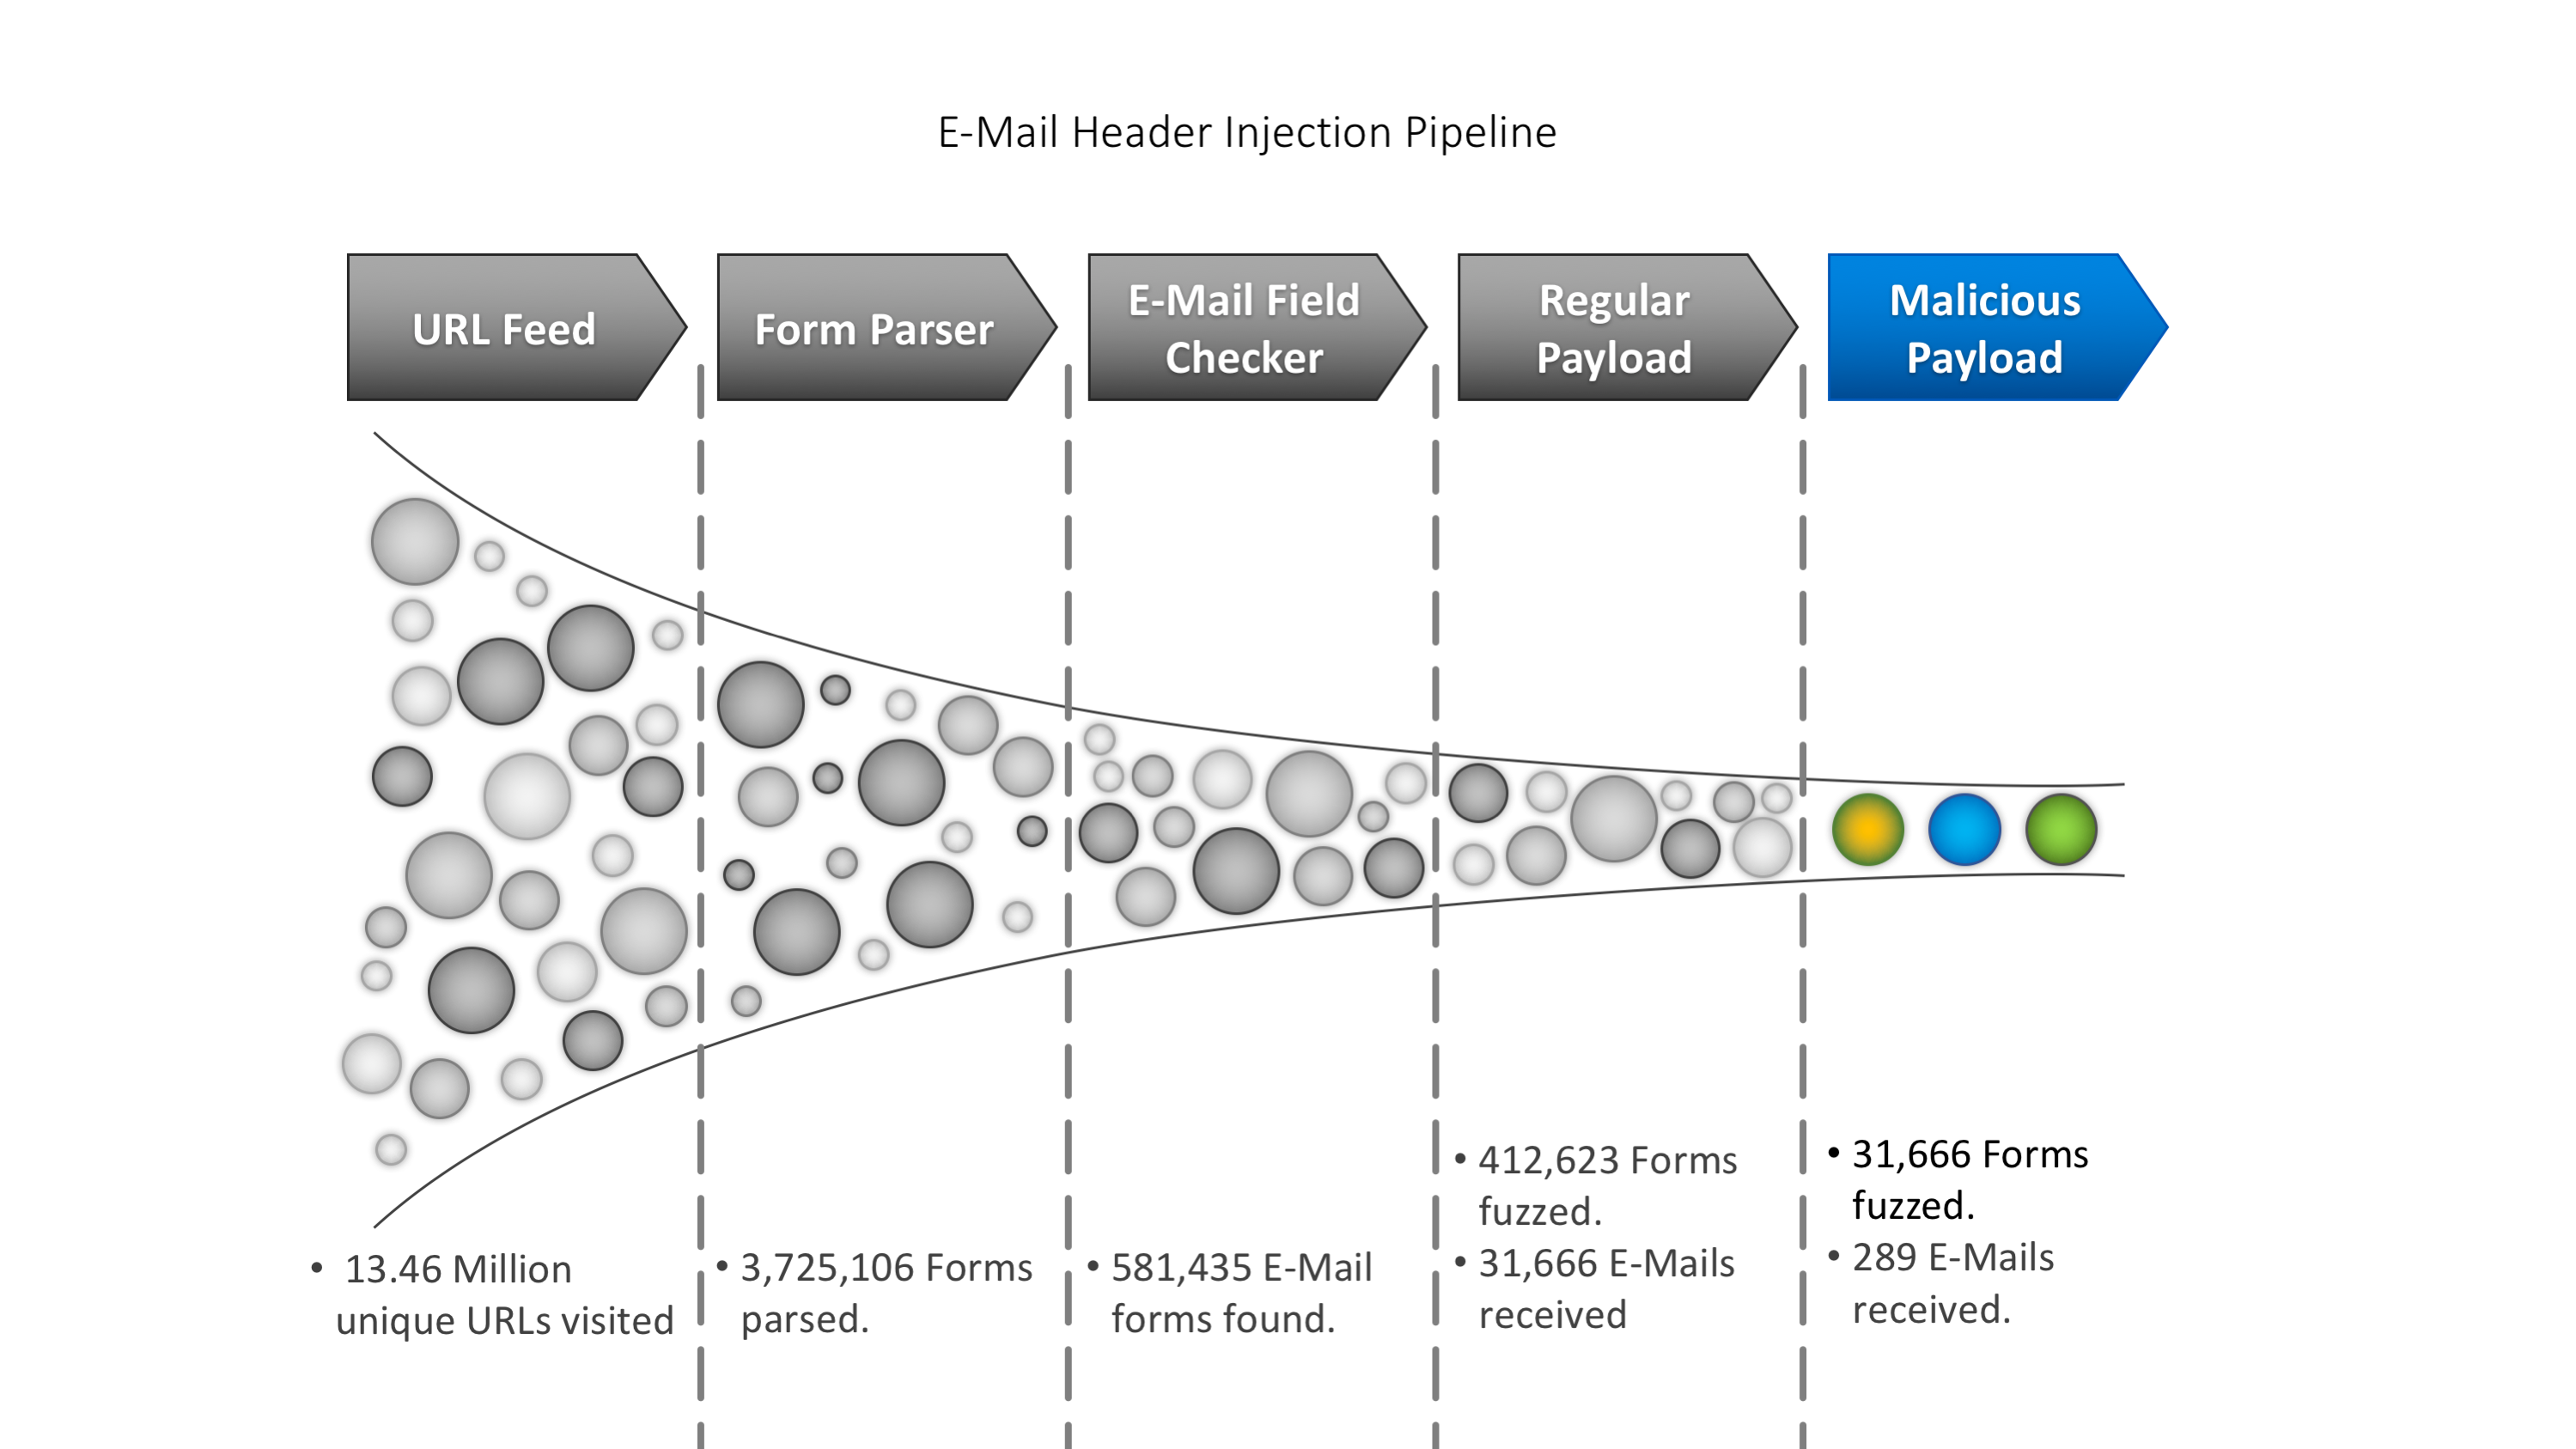 E-Mail Header Injection Pipeline
URL Feed
Form Parser
E-Mail Field
Checker
Regular
Payload
Malicious
Payload
• 13.46 Million
unique URLs visited
• 3,725,106 Forms
parsed.
• 581,435 E-Mail
forms found.
• 412,623 Forms
fuzzed.
• 31,666 E-Mails
received
• 31,666 Forms
fuzzed.
• 289 E-Mails
received.